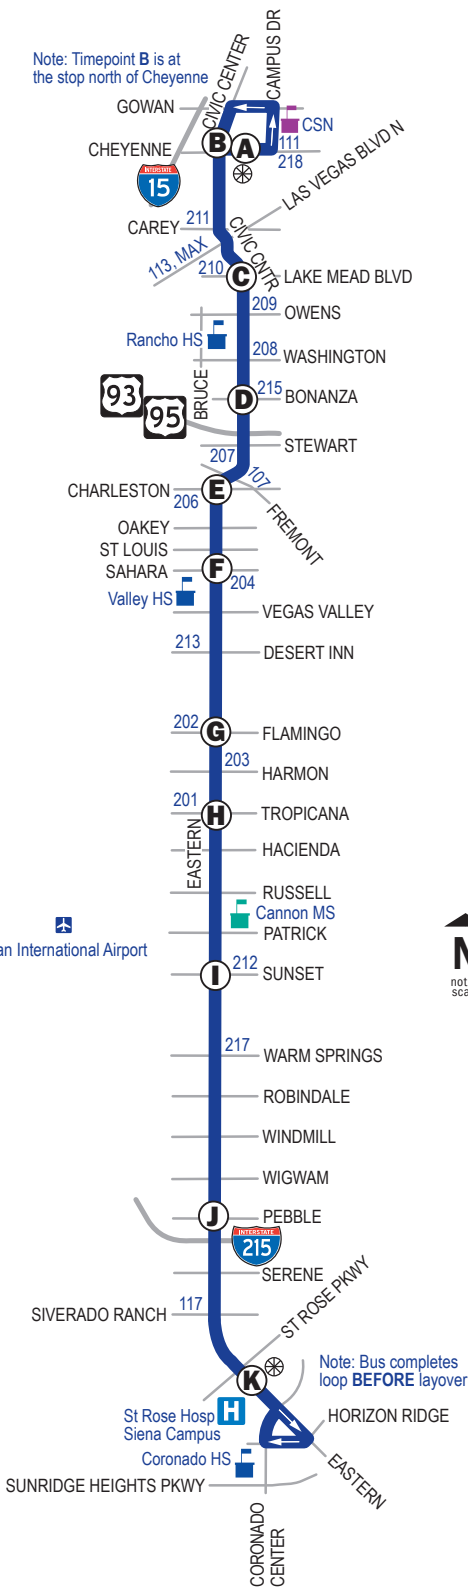 Note: Timepoint B is at
the stop north of Cheyenne
CIVIC CENTER
CAMPUS DR
GOWAN
CSN
CHEYENNE
B
A
111
218
INTERSTATE
15
LAS VEGAS BLVD N
211
CAREY
CIVIC CNTR
113, MAX
210
C
LAKE MEAD BLVD
209
OWENS
Rancho HS
208
WASHINGTON
BRUCE
93
95
D
215
BONANZA
STEWART
207
107
CHARLESTON
206
E
FREMONT
OAKEY
ST LOUIS
SAHARA
F
204
Valley HS
VEGAS VALLEY
213
DESERT INN
202
G
FLAMINGO
203
HARMON
201
H
TROPICANA
EASTERN
HACIENDA
RUSSELL
Cannon MS
PATRICK
an International Airport
N
not
sca
I
212
SUNSET
217
WARM SPRINGS
ROBINDALE
WINDMILL
WIGWAM
J
PEBBLE
INTERSTATE
215
SERENE
117
SIVERADO RANCH
ST ROSE PKWY
K
Note: Bus completes
loop BEFORE layover
St Rose Hosp
Siena Campus
H
HORIZON RIDGE
Coronado HS
EASTERN
SUNRIDGE HEIGHTS PKWY
CORONADO
CENTER